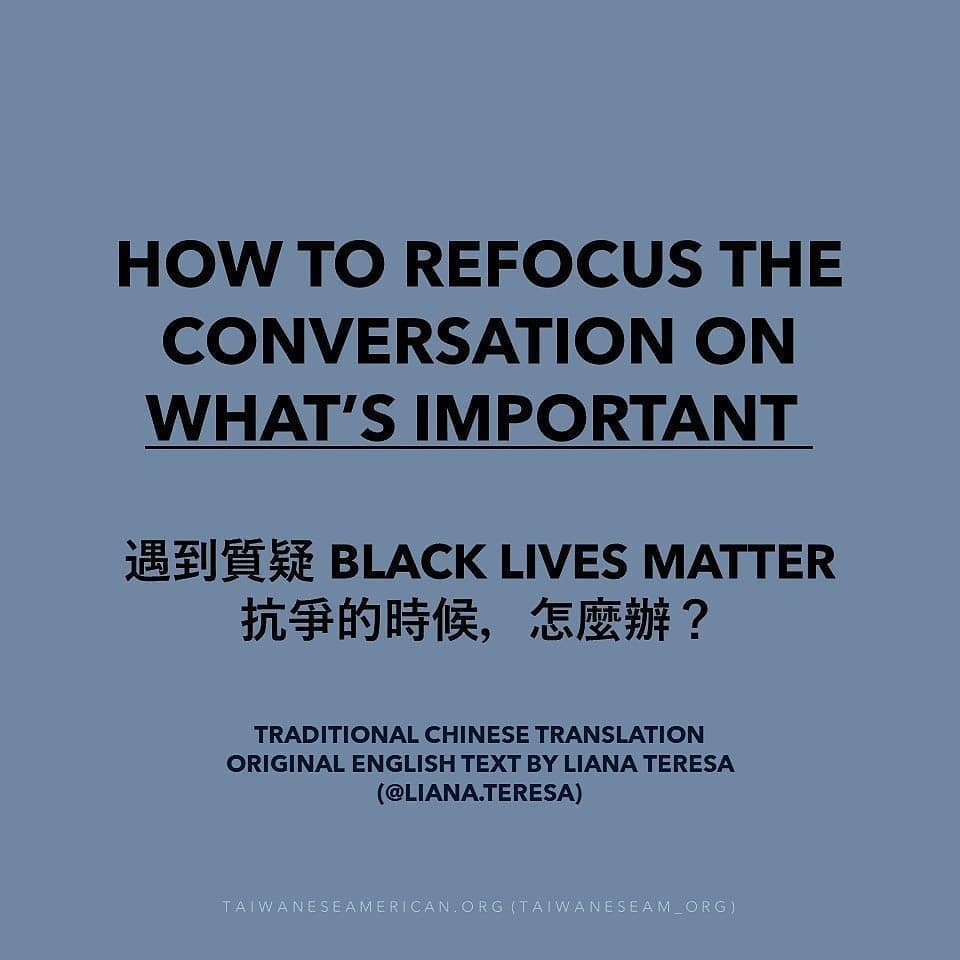 HOW TO REFOCUS THE
CONVERSATION ON
WHAT’S IMPORTANT
遇到質疑 BLACK LIVES MATTER
抗爭的時候，怎麼辦？
TRADITIONAL CHINESE TRANSLATION
ORIGINAL ENGLISH TEXT BY LIANA TERESA
(@LIANA.TERESA)
TAIWANESEAMERICAN.ORG (TAIWANESEAM_ORG)